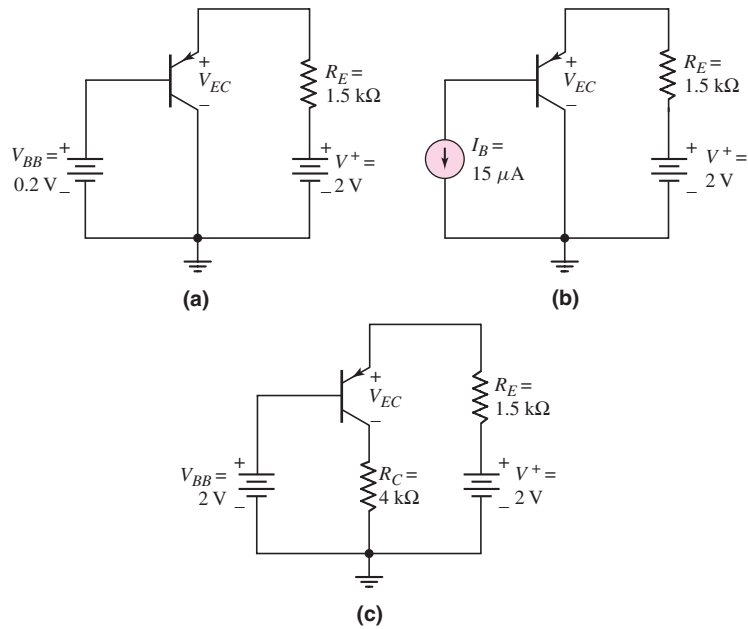 +
V_EC
−
R_E =
1.5 kΩ
V_BB =
0.2 V
+
−
+
−
V⁺ =
2 V
(a)
+
V_EC
−
R_E =
1.5 kΩ
I_B =
15 μA
+
−
V⁺ =
2 V
(b)
+
V_EC
−
R_E =
1.5 kΩ
V_BB =
2 V
+
−
R_C =
4 kΩ
+
−
V⁺ =
2 V
(c)